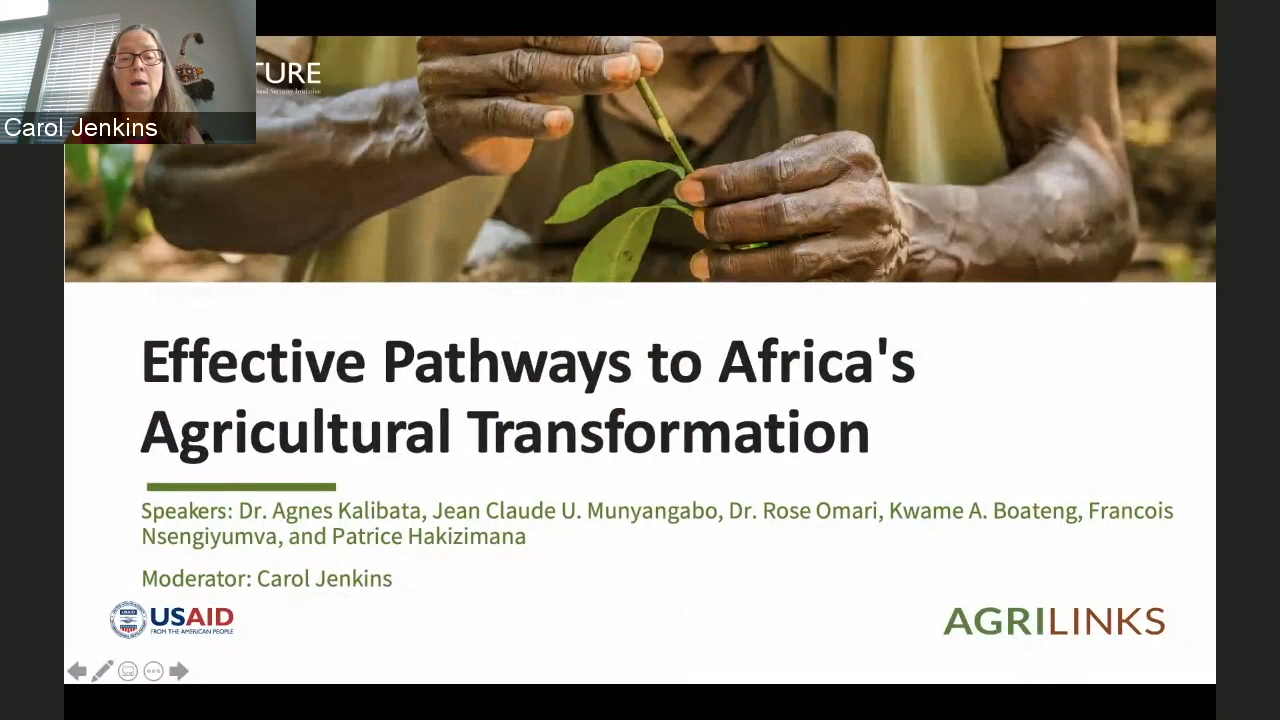 TURE
Carol Jenkins
Effective Pathways to Africa's
Agricultural Transformation
Speakers: Dr. Agnes Kalibata, Jean Claude U. Munyangabo, Dr. Rose Omari, Kwame A. Boateng, Francois
Nsengiyumva, and Patrice Hakizimana
Moderator: Carol Jenkins
USAID
FROM THE AMERICAN PEOPLE
AGRILINKS